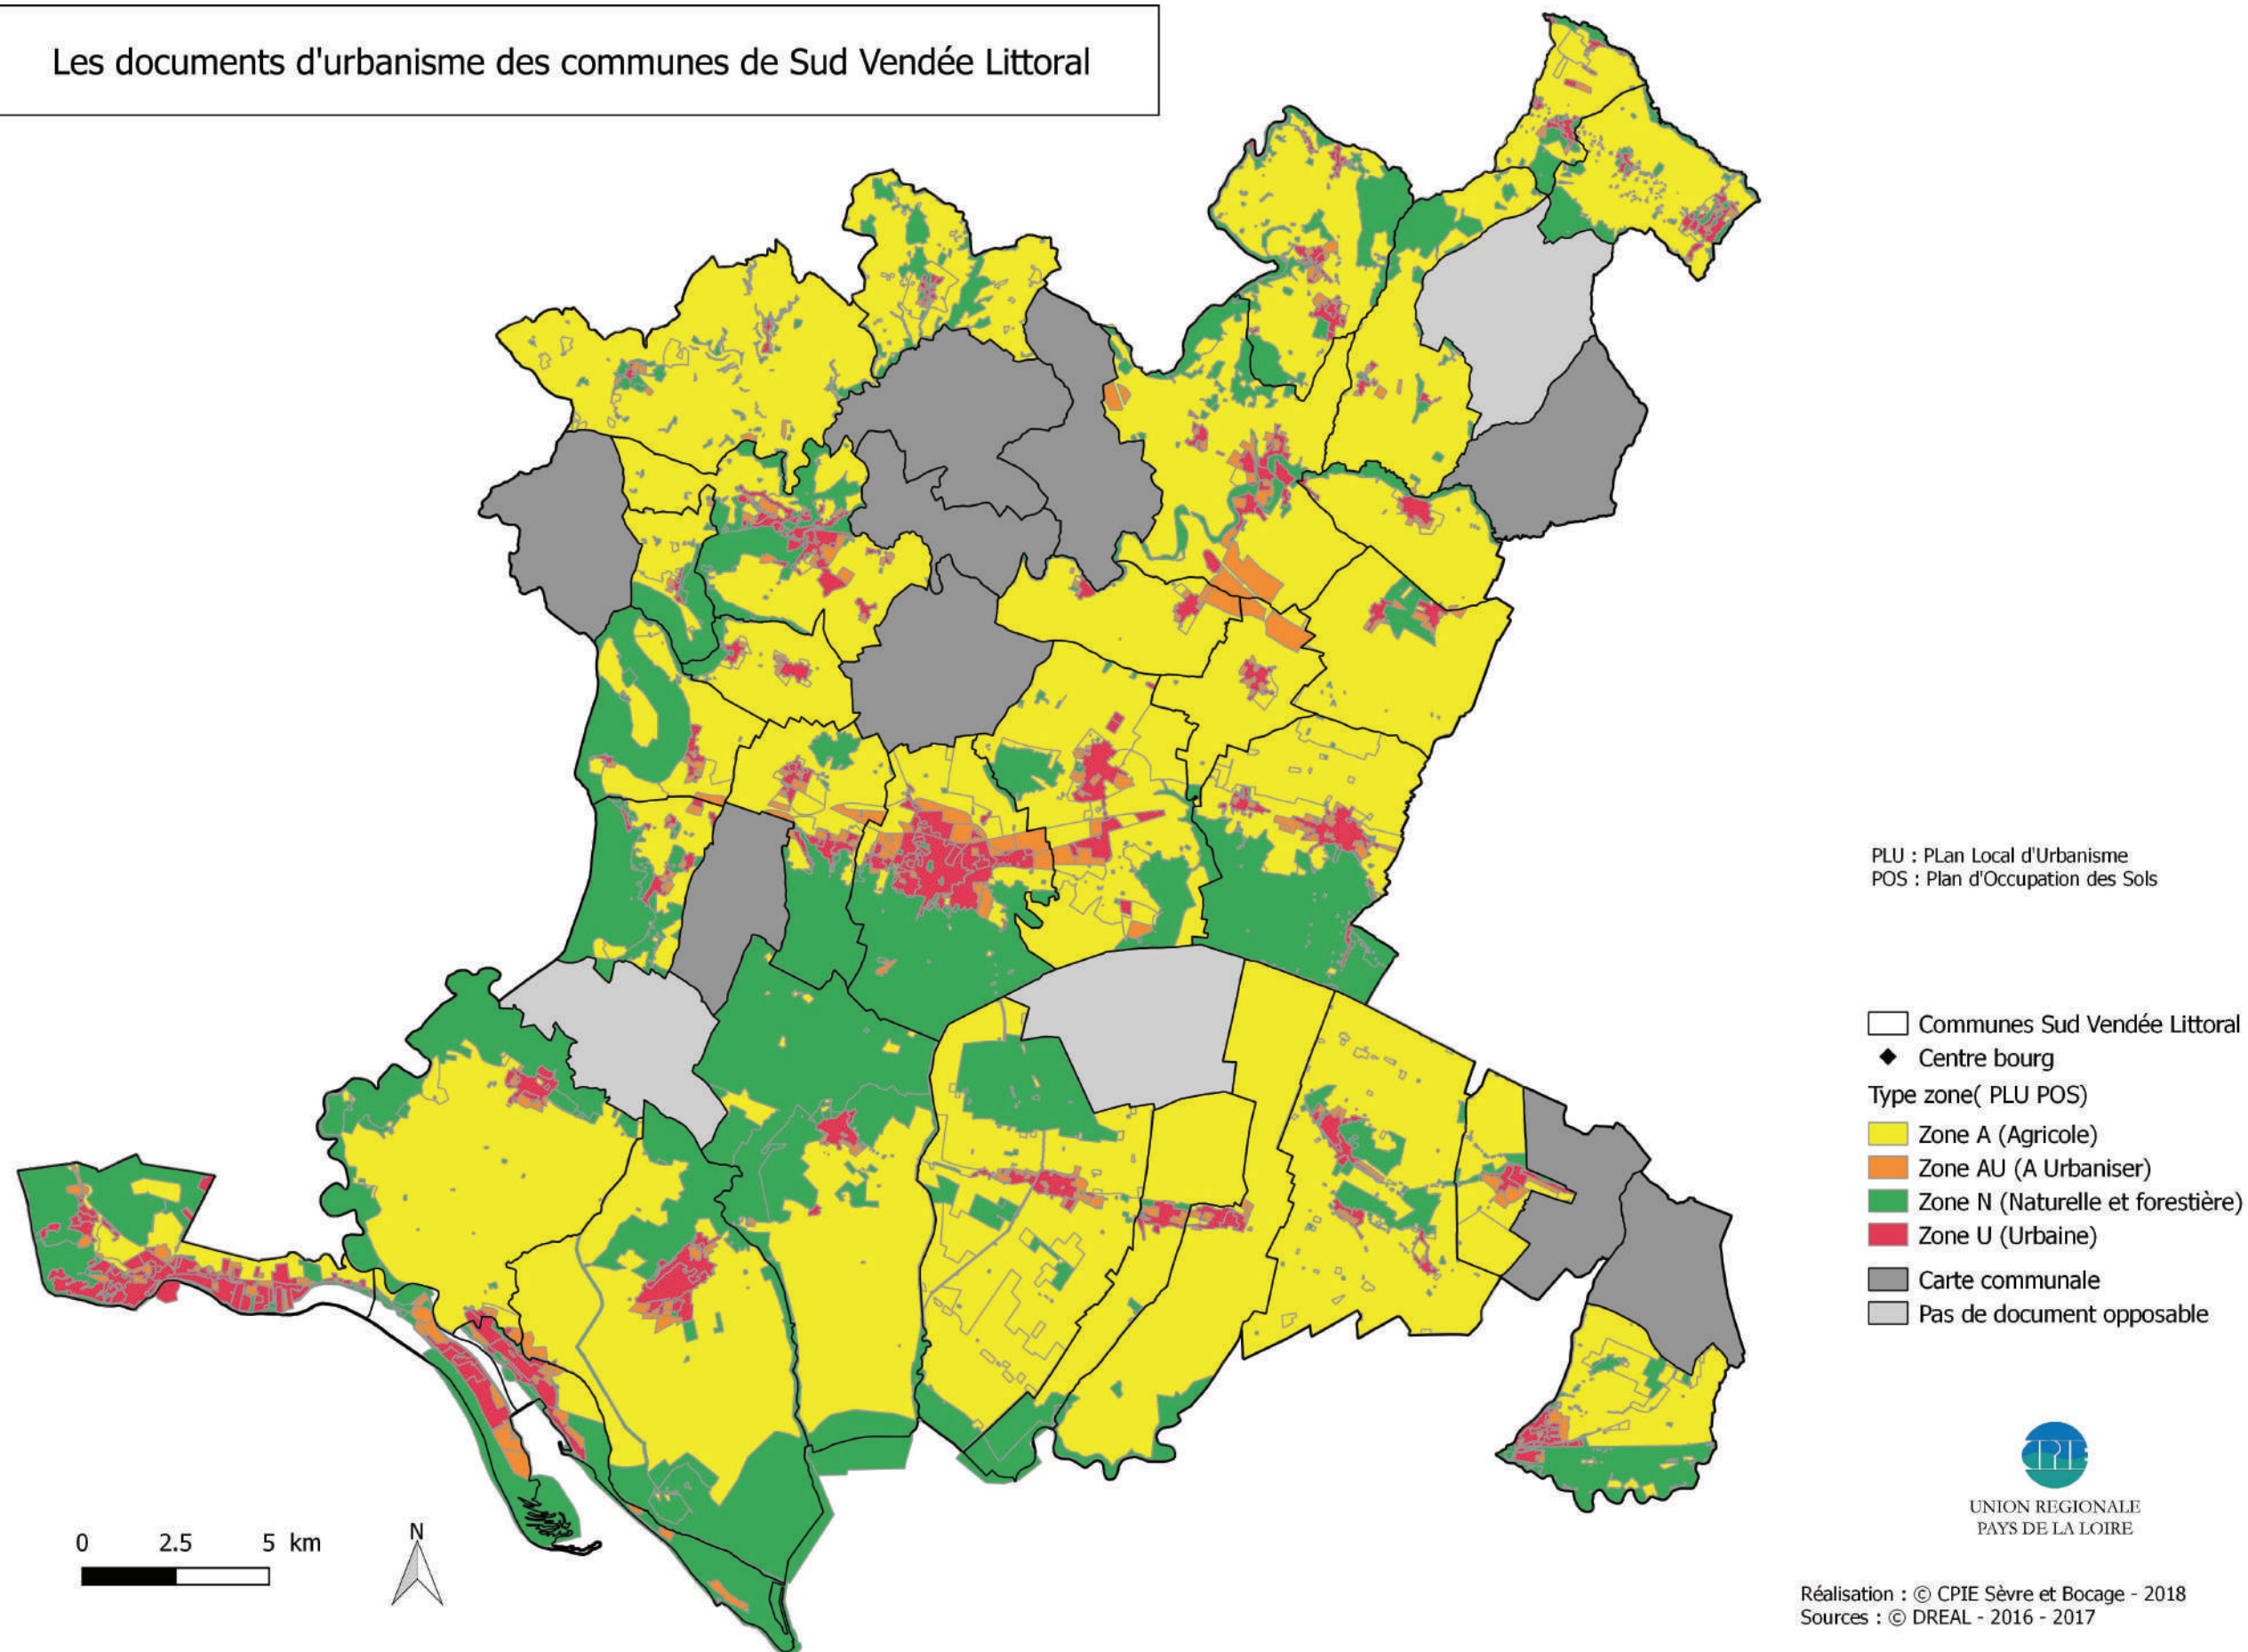 Les documents d'urbanisme des communes de Sud Vendée Littoral
PLU : PLan Local d'Urbanisme
POS : Plan d'Occupation des Sols
Communes Sud Vendée Littoral
Centre bourg
Type zone( PLU POS)
Zone A (Agricole)
Zone AU (A Urbaniser)
Zone N (Naturelle et forestière)
Zone U (Urbaine)
Carte communale
Pas de document opposable
CPIE
UNION REGIONALE
PAYS DE LA LOIRE
0 2.5 5 km
N
Réalisation : © CPIE Sèvre et Bocage - 2018
Sources : © DREAL - 2016 - 2017